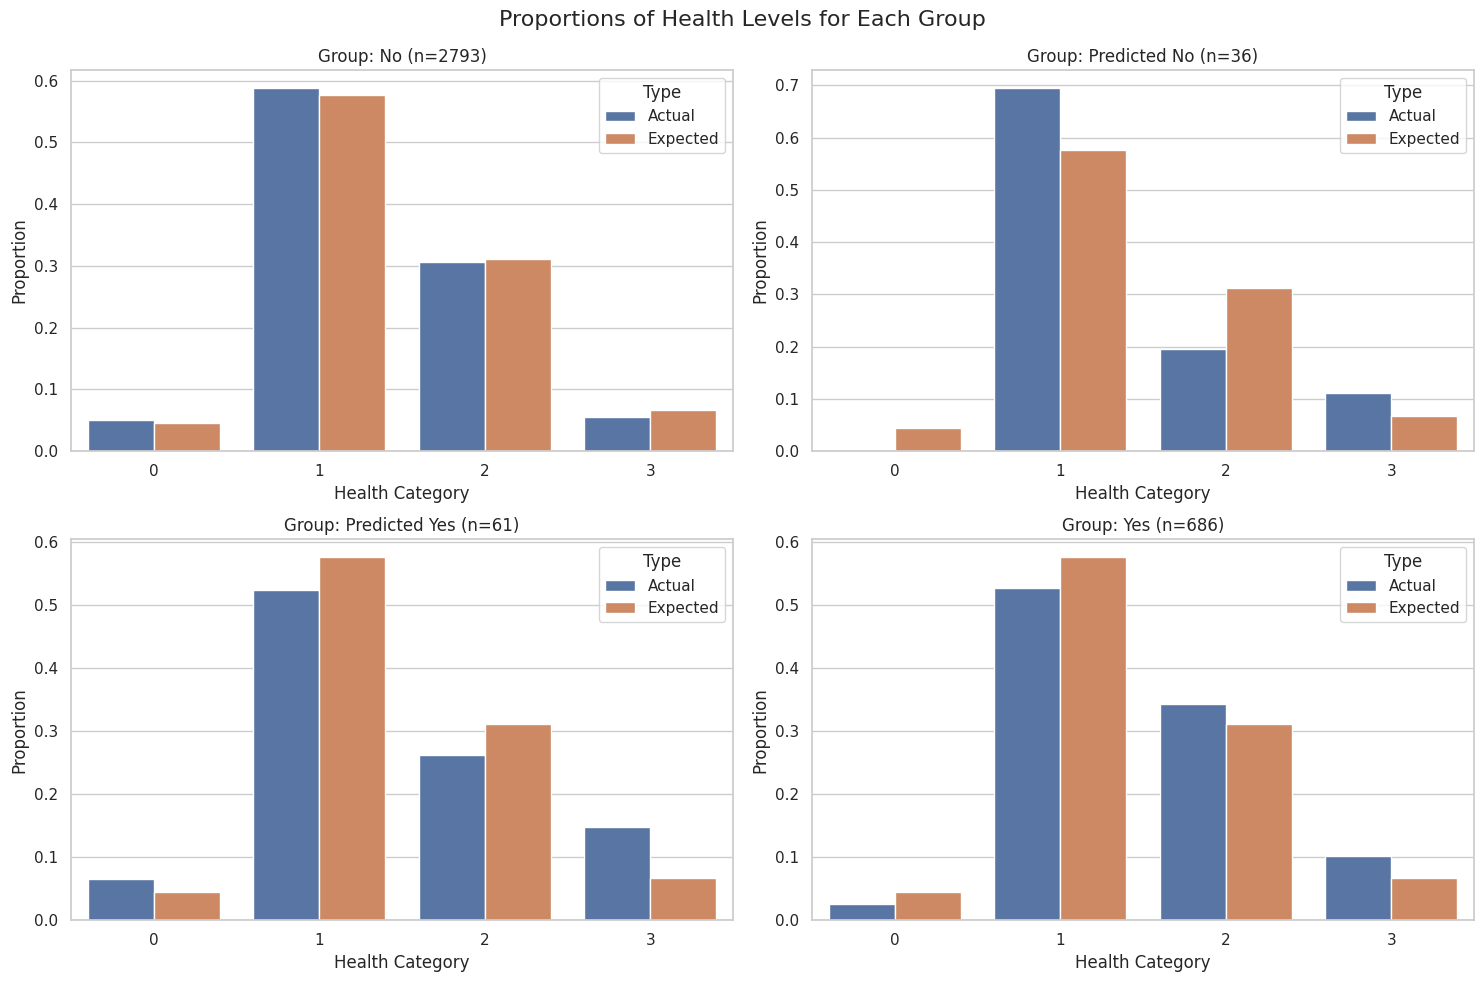 Proportions of Health Levels for Each Group
Group: No (n=2793)
Proportion
0.6
0.5
0.4
0.3
0.2
0.1
0.0
Type
Actual
Expected
0 1 2 3
Health Category
Group: Predicted No (n=36)
Proportion
0.7
0.6
0.5
0.4
0.3
0.2
0.1
0.0
Type
Actual
Expected
0 1 2 3
Health Category
Group: Predicted Yes (n=61)
Proportion
0.6
0.5
0.4
0.3
0.2
0.1
0.0
Type
Actual
Expected
0 1 2 3
Health Category
Group: Yes (n=686)
Proportion
0.6
0.5
0.4
0.3
0.2
0.1
0.0
Type
Actual
Expected
0 1 2 3
Health Category